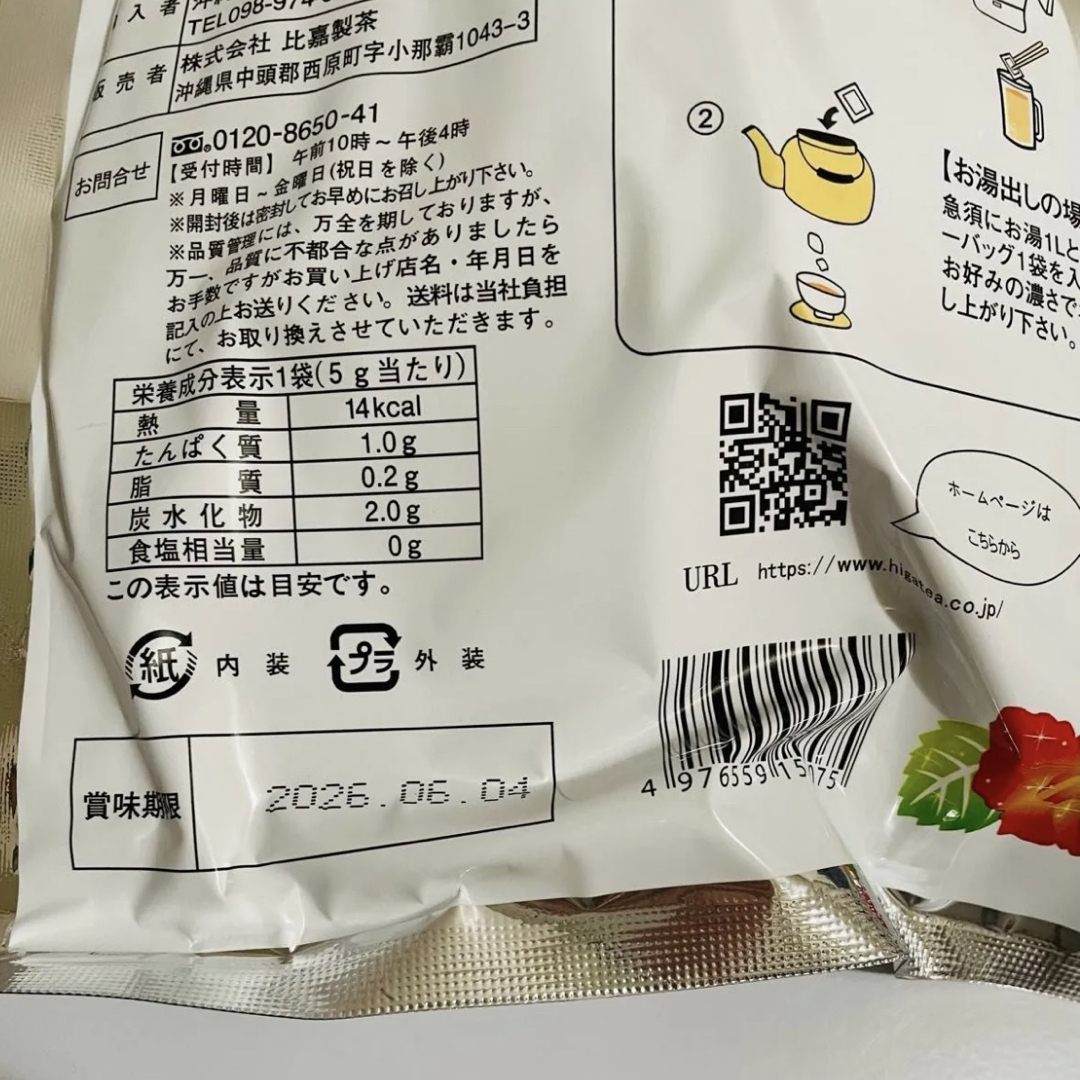 入者
TEL098-974-
販売者
株式会社 比嘉製茶
沖縄県中頭郡西原町字小那覇1043-3
お問合せ
0120-8650-41
【受付時間】 午前10時～午後4時
※月曜日～金曜日(祝日を除く)
※開封後は密封してお早めにお召し上がり下さい。
※品質管理には、万全を期しておりますが、
万一、品質に不都合な点がありましたら
お手数ですがお買い上げ店名・年月日を
記入の上お送りください。送料は当社負担
にて、お取り換えさせていただきます。
栄養成分表示1袋(5g当たり)
熱量 14kcal
たんぱく質 1.0g
脂質 0.2g
炭水化物 2.0g
食塩相当量 0g
この表示値は目安です。
紙 内装 プラ 外装
賞味期限 2026.06.04
②
【お湯出しの場
急須にお湯1Lと
ーバッグ1袋を入
お好みの濃さで
し上がり下さい。
ホームページは
こちらから
URL https://www.higatea.co.jp/
4 976559 15075